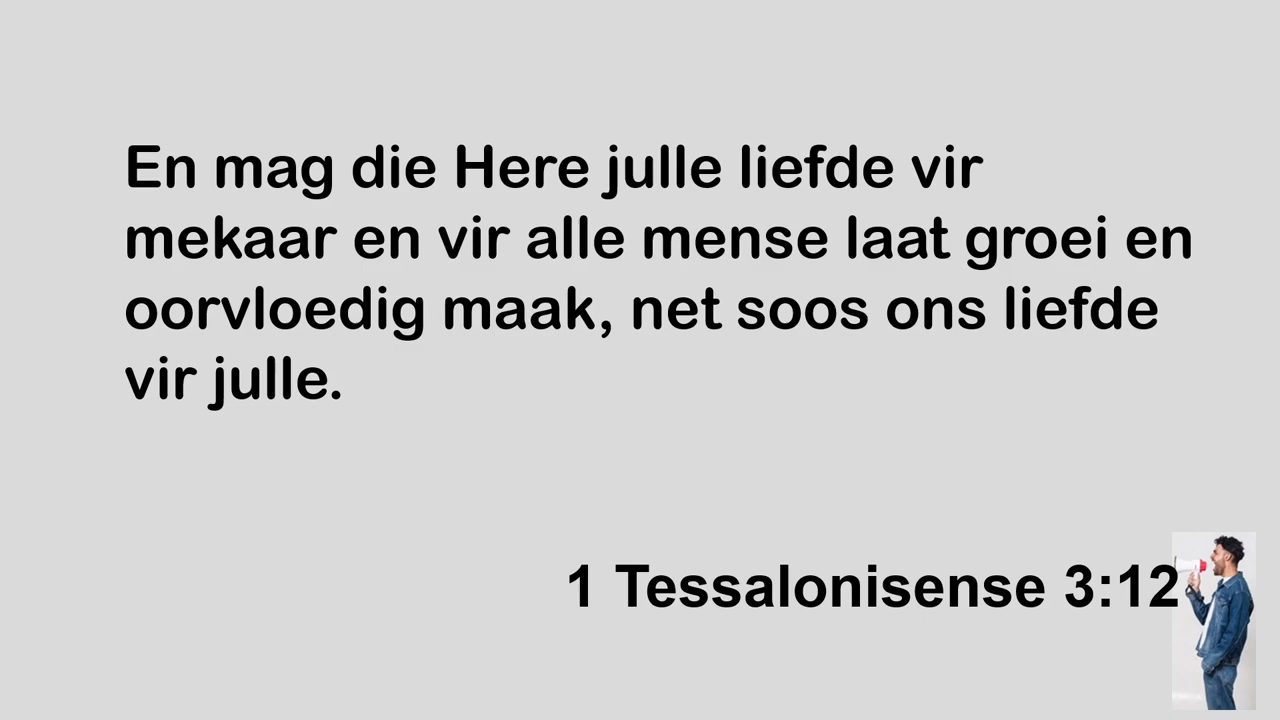 En mag die Here julle liefde vir
mekaar en vir alle mense laat groei en
oorvloedig maak, net soos ons liefde
vir julle.
1 Tessalonisense 3:12